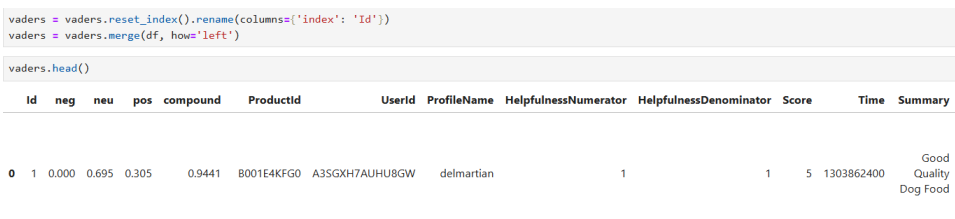 vaders = vaders.reset_index().rename(columns={'index': 'Id'})
vaders = vaders.merge(df, how='left')
vaders.head()
Id neg neu pos compound ProductId UserId ProfileName HelpfulnessNumerator HelpfulnessDenominator Score Time Summary
Good
0 1 0.000 0.695 0.305 0.9441 B001E4KFG0 A3SGXH7AUHU8GW delmartian 1 1 5 1303862400 Quality
Dog Food